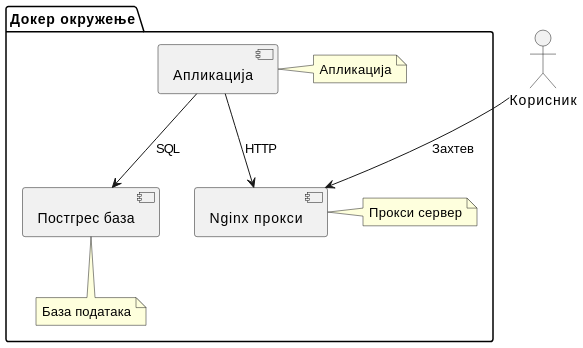 Докер окружење
Апликација
Апликација
Корисник
SQL
HTTP
Захтев
Постгрес база
Nginx прокси
Прокси сервер
База података